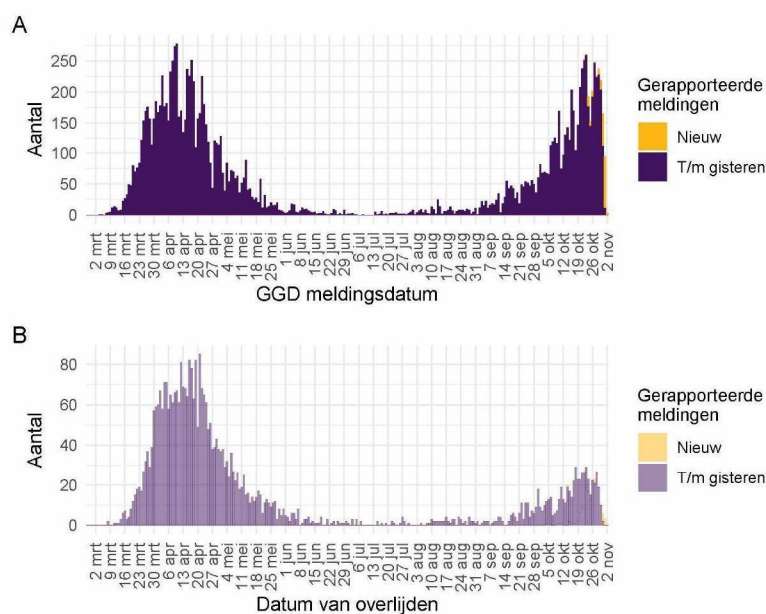 A
Aantal
250
200
150
100
50
0
2 mrt
9 mrt
16 mrt
23 mrt
30 mrt
6 apr
13 apr
20 apr
27 apr
4 mei
11 mei
18 mei
25 mei
1 jun
8 jun
15 jun
22 jun
29 jun
6 jul
13 jul
20 jul
27 jul
3 aug
10 aug
17 aug
24 aug
31 aug
7 sep
14 sep
21 sep
28 sep
5 okt
12 okt
19 okt
26 okt
2 nov
GGD meldingsdatum
Gerapporteerde
meldingen
Nieuw
T/m gisteren
B
Aantal
80
60
40
20
0
2 mrt
9 mrt
16 mrt
23 mrt
30 mrt
6 apr
13 apr
20 apr
27 apr
4 mei
11 mei
18 mei
25 mei
1 jun
8 jun
15 jun
22 jun
29 jun
6 jul
13 jul
20 jul
27 jul
3 aug
10 aug
17 aug
24 aug
31 aug
7 sep
14 sep
21 sep
28 sep
5 okt
12 okt
19 okt
26 okt
2 nov
Datum van overlijden
Gerapporteerde
meldingen
Nieuw
T/m gisteren